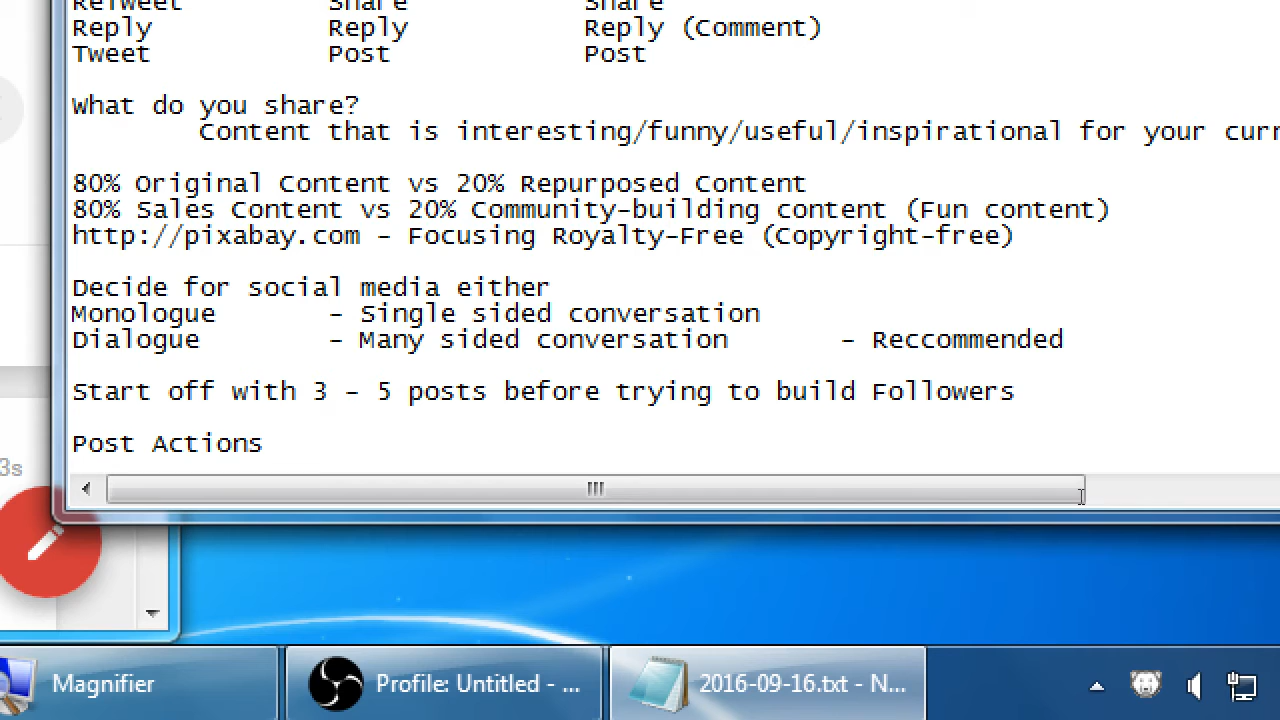 ReTweet Share Share
Reply Reply Reply (Comment)
Tweet Post Post
What do you share?
Content that is interesting/funny/useful/inspirational for your curr
80% Original Content vs 20% Repurposed Content
80% Sales Content vs 20% Community-building content (Fun content)
http://pixabay.com - Focusing Royalty-Free (Copyright-free)
Decide for social media either
Monologue - Single sided conversation
Dialogue - Many sided conversation - Reccommended
Start off with 3 - 5 posts before trying to build Followers
Post Actions
3s
Magnifier
Profile: Untitled - ...
2016-09-16.txt - N...